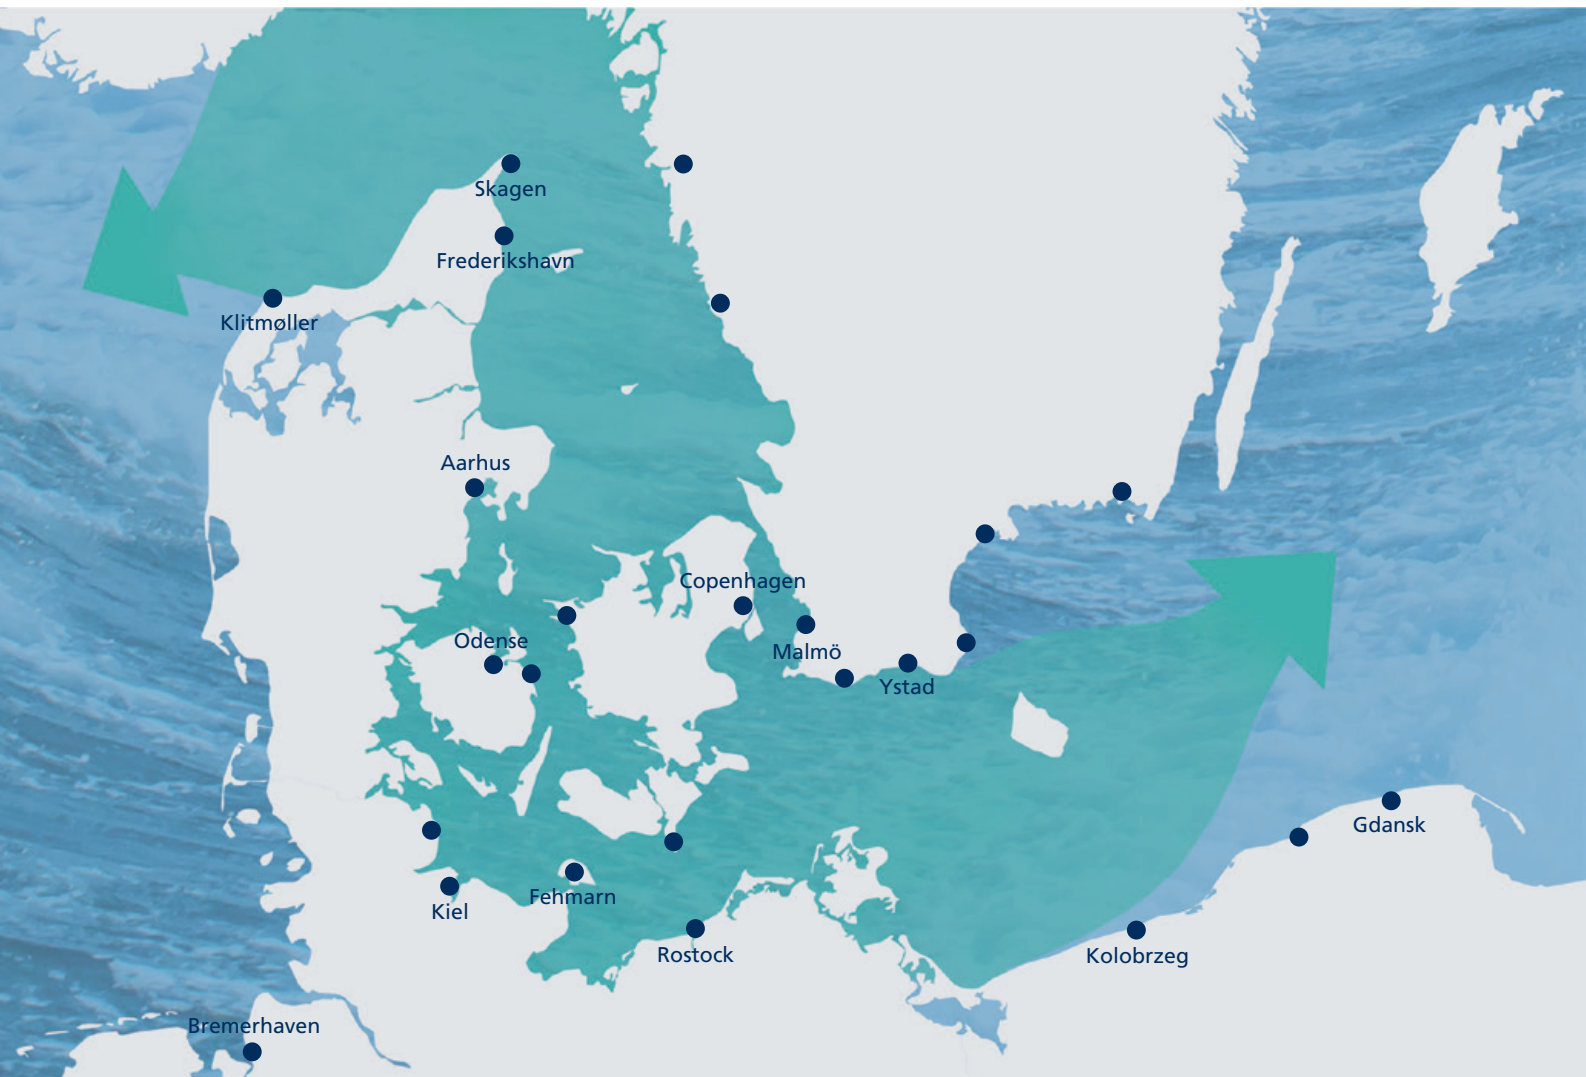 Skagen
Frederikshavn
Klitmøller
Aarhus
Copenhagen
Odense
Malmö
Ystad
Gdansk
Fehmarn
Kiel
Rostock
Kolobrzeg
Bremerhaven